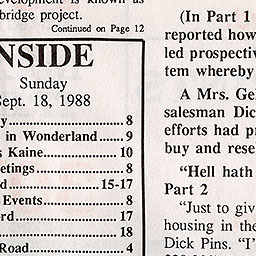 development is known as
bridge project.
Continued on Page 12
NSIDE
Sunday
Sept. 18, 1988
y 8
in Wonderland 9
s Kaine 10
etings 8
d 15-17
Events 8
rd 17
18
Road 4
(In Part 1
reported how
led prospectiv
tem whereby
A Mrs. Ge
salesman Dic
efforts had pr
buy and rese
"Hell hath
Part 2
"Just to giv
housing in the
Dick Pins. "I'